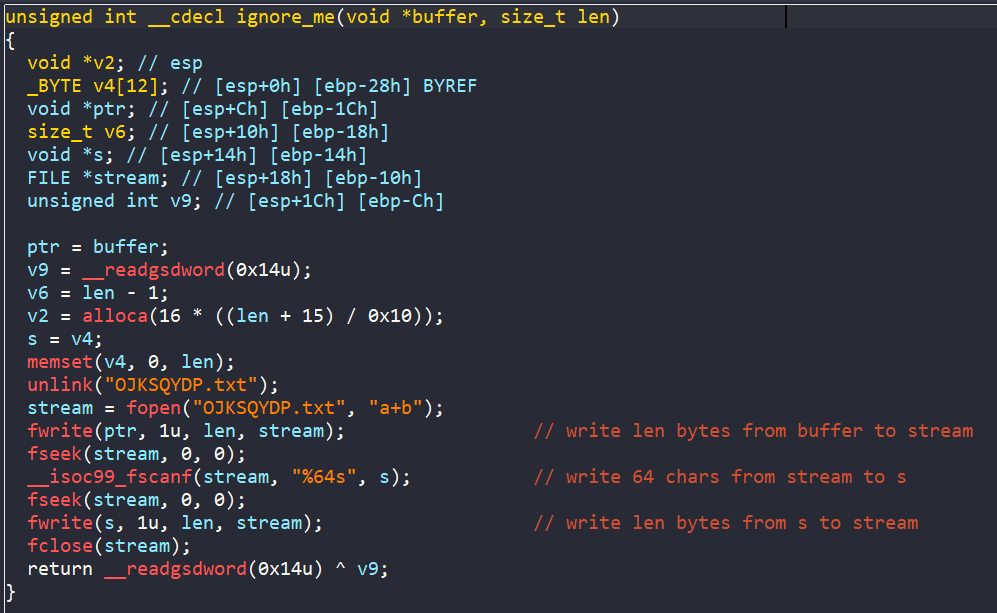 unsigned int __cdecl ignore_me(void *buffer, size_t len)
{
  void *v2; // esp
  _BYTE v4[12]; // [esp+0h] [ebp-28h] BYREF
  void *ptr; // [esp+Ch] [ebp-1Ch]
  size_t v6; // [esp+10h] [ebp-18h]
  void *s; // [esp+14h] [ebp-14h]
  FILE *stream; // [esp+18h] [ebp-10h]
  unsigned int v9; // [esp+1Ch] [ebp-Ch]

  ptr = buffer;
  v9 = __readgsdword(0x14u);
  v6 = len - 1;
  v2 = alloca(16 * ((len + 15) / 0x10));
  s = v4;
  memset(v4, 0, len);
  unlink("OJKSQYDP.txt");
  stream = fopen("OJKSQYDP.txt", "a+b");
  fwrite(ptr, 1u, len, stream);                 // write len bytes from buffer to stream
  fseek(stream, 0, 0);
  __isoc99_fscanf(stream, "%64s", s);           // write 64 chars from stream to s
  fseek(stream, 0, 0);
  fwrite(s, 1u, len, stream);                   // write len bytes from s to stream
  fclose(stream);
  return __readgsdword(0x14u) ^ v9;
}